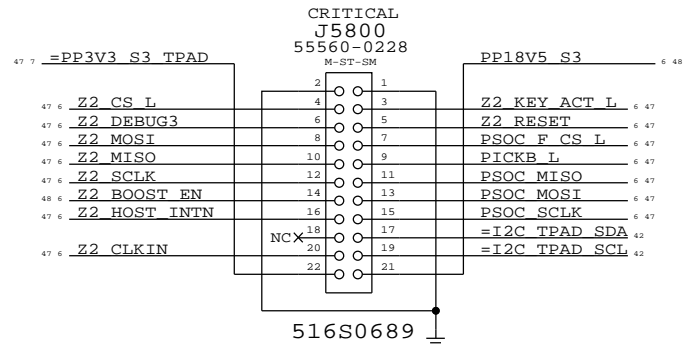 CRITICAL
J5800
55560-0228
M-ST-SM
47 7 =PP3V3_S3_TPAD
PP18V5_S3 6 48
2 1
47 6 Z2_CS_L 4 3 Z2_KEY_ACT_L 6 47
47 6 Z2_DEBUG3 6 5 Z2_RESET 6 47
47 6 Z2_MOSI 8 7 PSOC_F_CS_L 6 47
47 6 Z2_MISO 10 9 PICKB_L 6 47
47 6 Z2_SCLK 12 11 PSOC_MISO 6 47
48 6 Z2_BOOST_EN 14 13 PSOC_MOSI 6 47
47 6 Z2_HOST_INTN 16 15 PSOC_SCLK 6 47
NC 18 17 =I2C_TPAD_SDA 42
47 6 Z2_CLKIN 20 19 =I2C_TPAD_SCL 42
22 21
516S0689